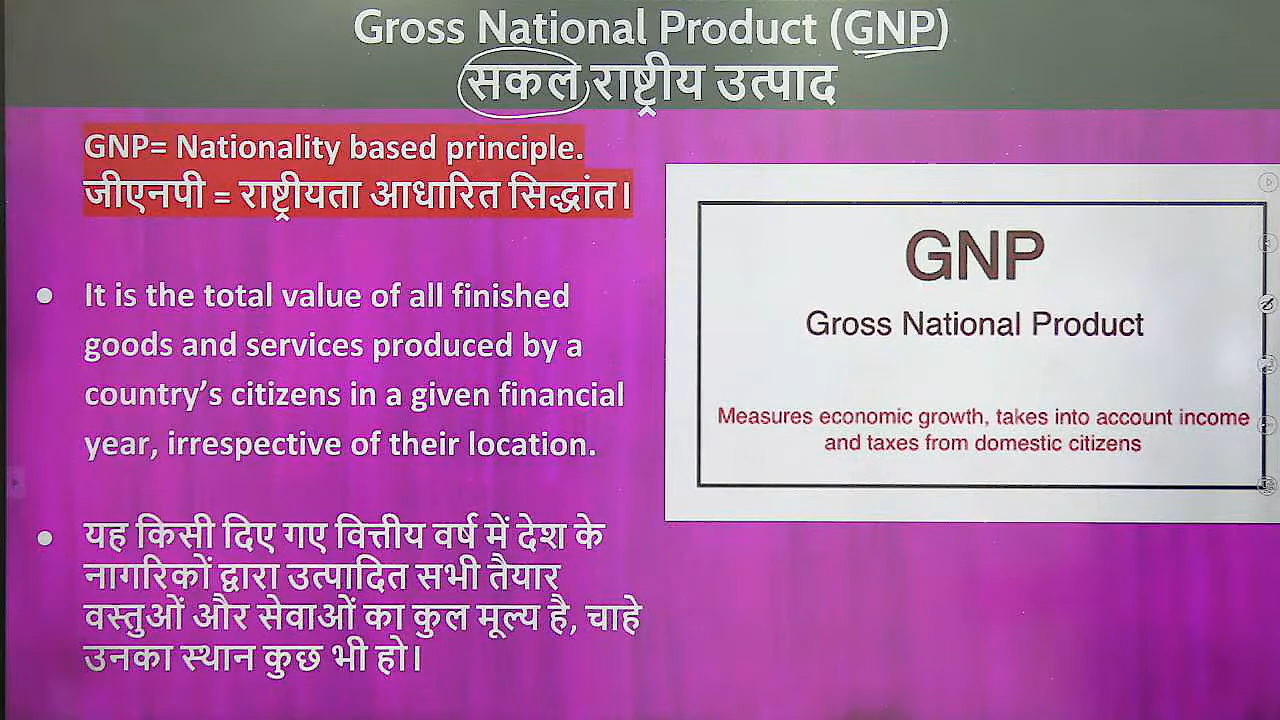 Gross National Product (GNP)
सकल राष्ट्रीय उत्पाद
GNP= Nationality based principle.
जीएनपी = राष्ट्रीयता आधारित सिद्धांत।
It is the total value of all finished
goods and services produced by a
country's citizens in a given financial
year, irrespective of their location.
यह किसी दिए गए वित्तीय वर्ष में देश के
नागरिकों द्वारा उत्पादित सभी तैयार
वस्तुओं और सेवाओं का कुल मूल्य है, चाहे
उनका स्थान कुछ भी हो।
GNP
Gross National Product
Measures economic growth, takes into account income
and taxes from domestic citizens